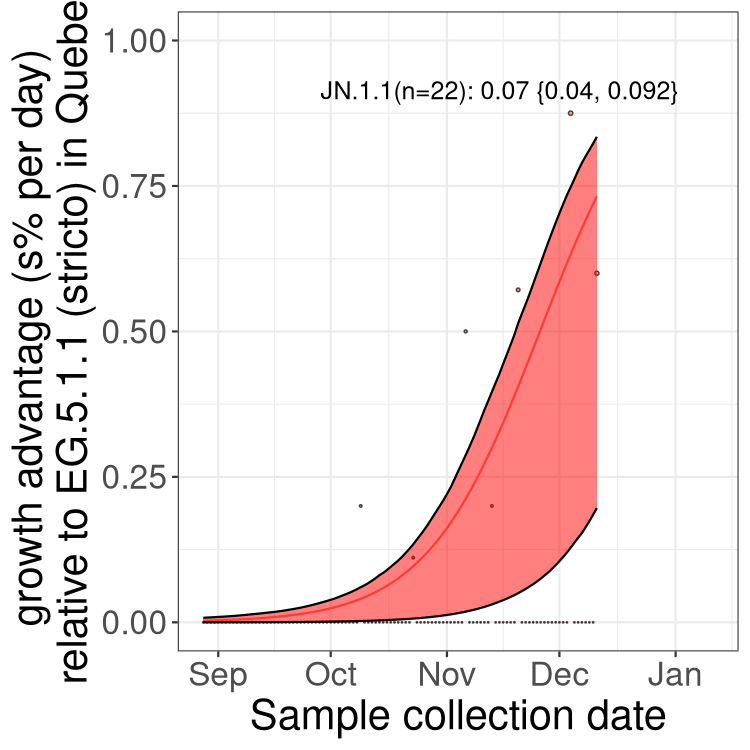 growth advantage (s% per day)
relative to EG.5.1.1 (stricto) in Quebe
1.00
0.75
0.50
0.25
0.00
JN.1.1(n=22): 0.07 {0.04, 0.092}
Sep Oct Nov Dec Jan
Sample collection date